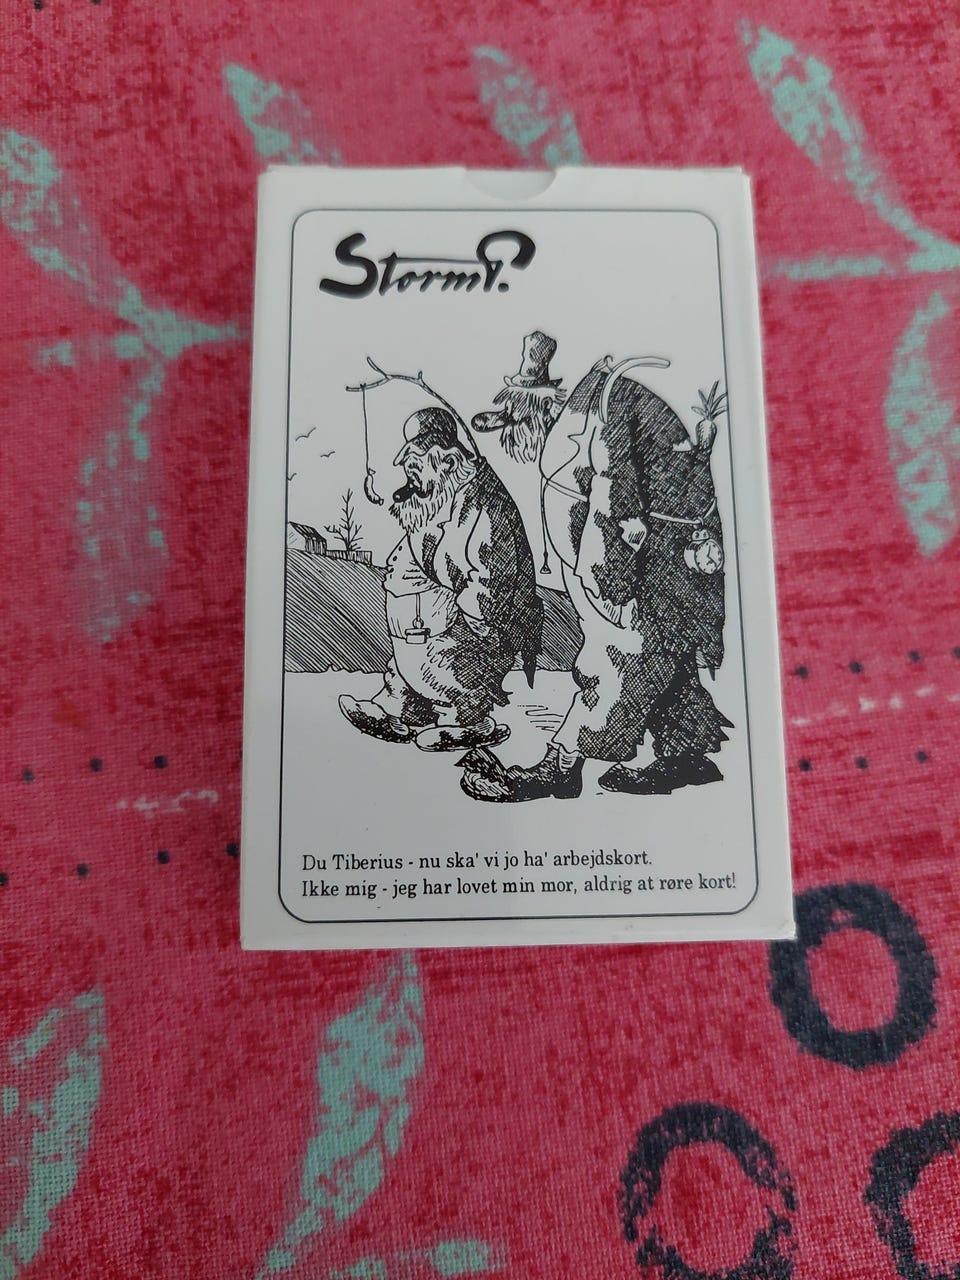 Storm P.
Du Tiberius - nu ska' vi jo ha' arbejdskort.
Ikke mig - jeg har lovet min mor, aldrig at røre kort!